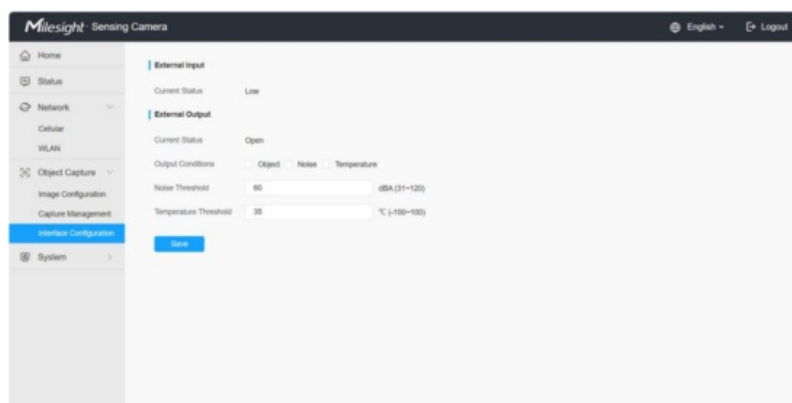 Milesight · Sensing Camera
English
Logout
Home
Status
Network
Cellular
WLAN
Object Capture
Image Configuration
Capture Management
Interface Configuration
System
External Input
Current Status Low
External Output
Current Status Open
Output Conditions Object Noise Temperature
Noise Threshold 60 dBA (31~120)
Temperature Threshold 35 °C (-100~100)
Save